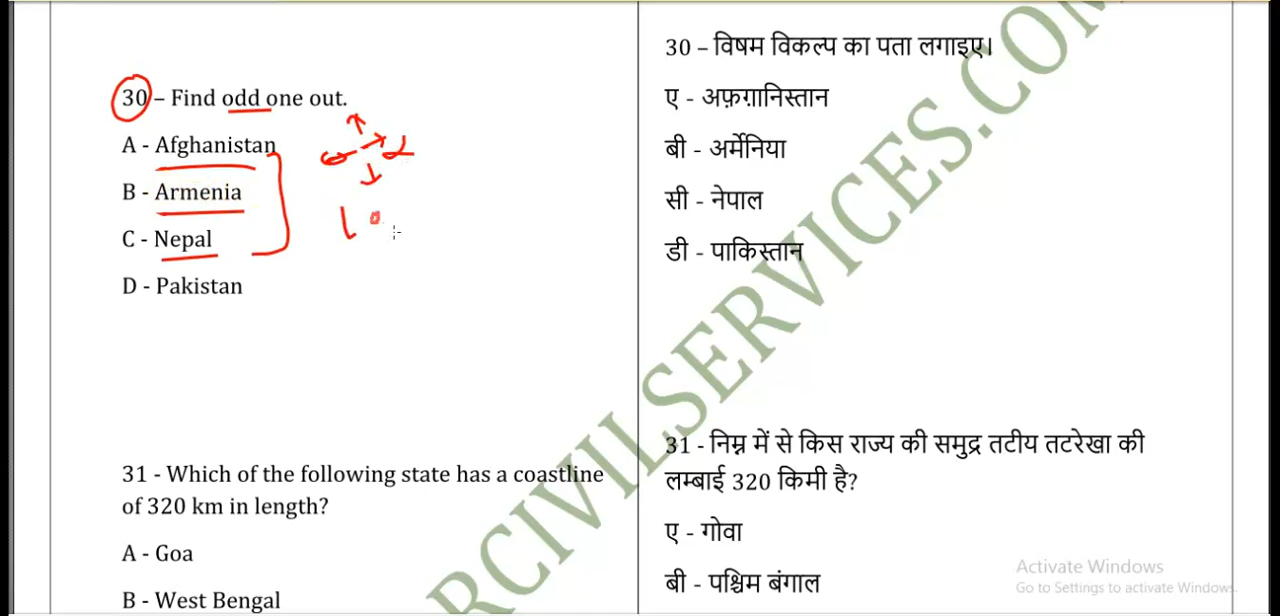 30 – Find odd one out.
A - Afghanistan
B - Armenia
C - Nepal
D - Pakistan
31 - Which of the following state has a coastline
of 320 km in length?
A - Goa
B - West Bengal
30 – विषम विकल्प का पता लगाइए।
ए - अफ़ग़ानिस्तान
बी - अर्मेनिया
सी - नेपाल
डी - पाकिस्तान
31 - निम्न में से किस राज्य की समुद्र तटीय तटरेखा की
लम्बाई 320 किमी है?
ए - गोवा
बी - पश्चिम बंगाल
RCIVILSERVICES.COM
Activate Windows
Go to Settings to activate Windows.